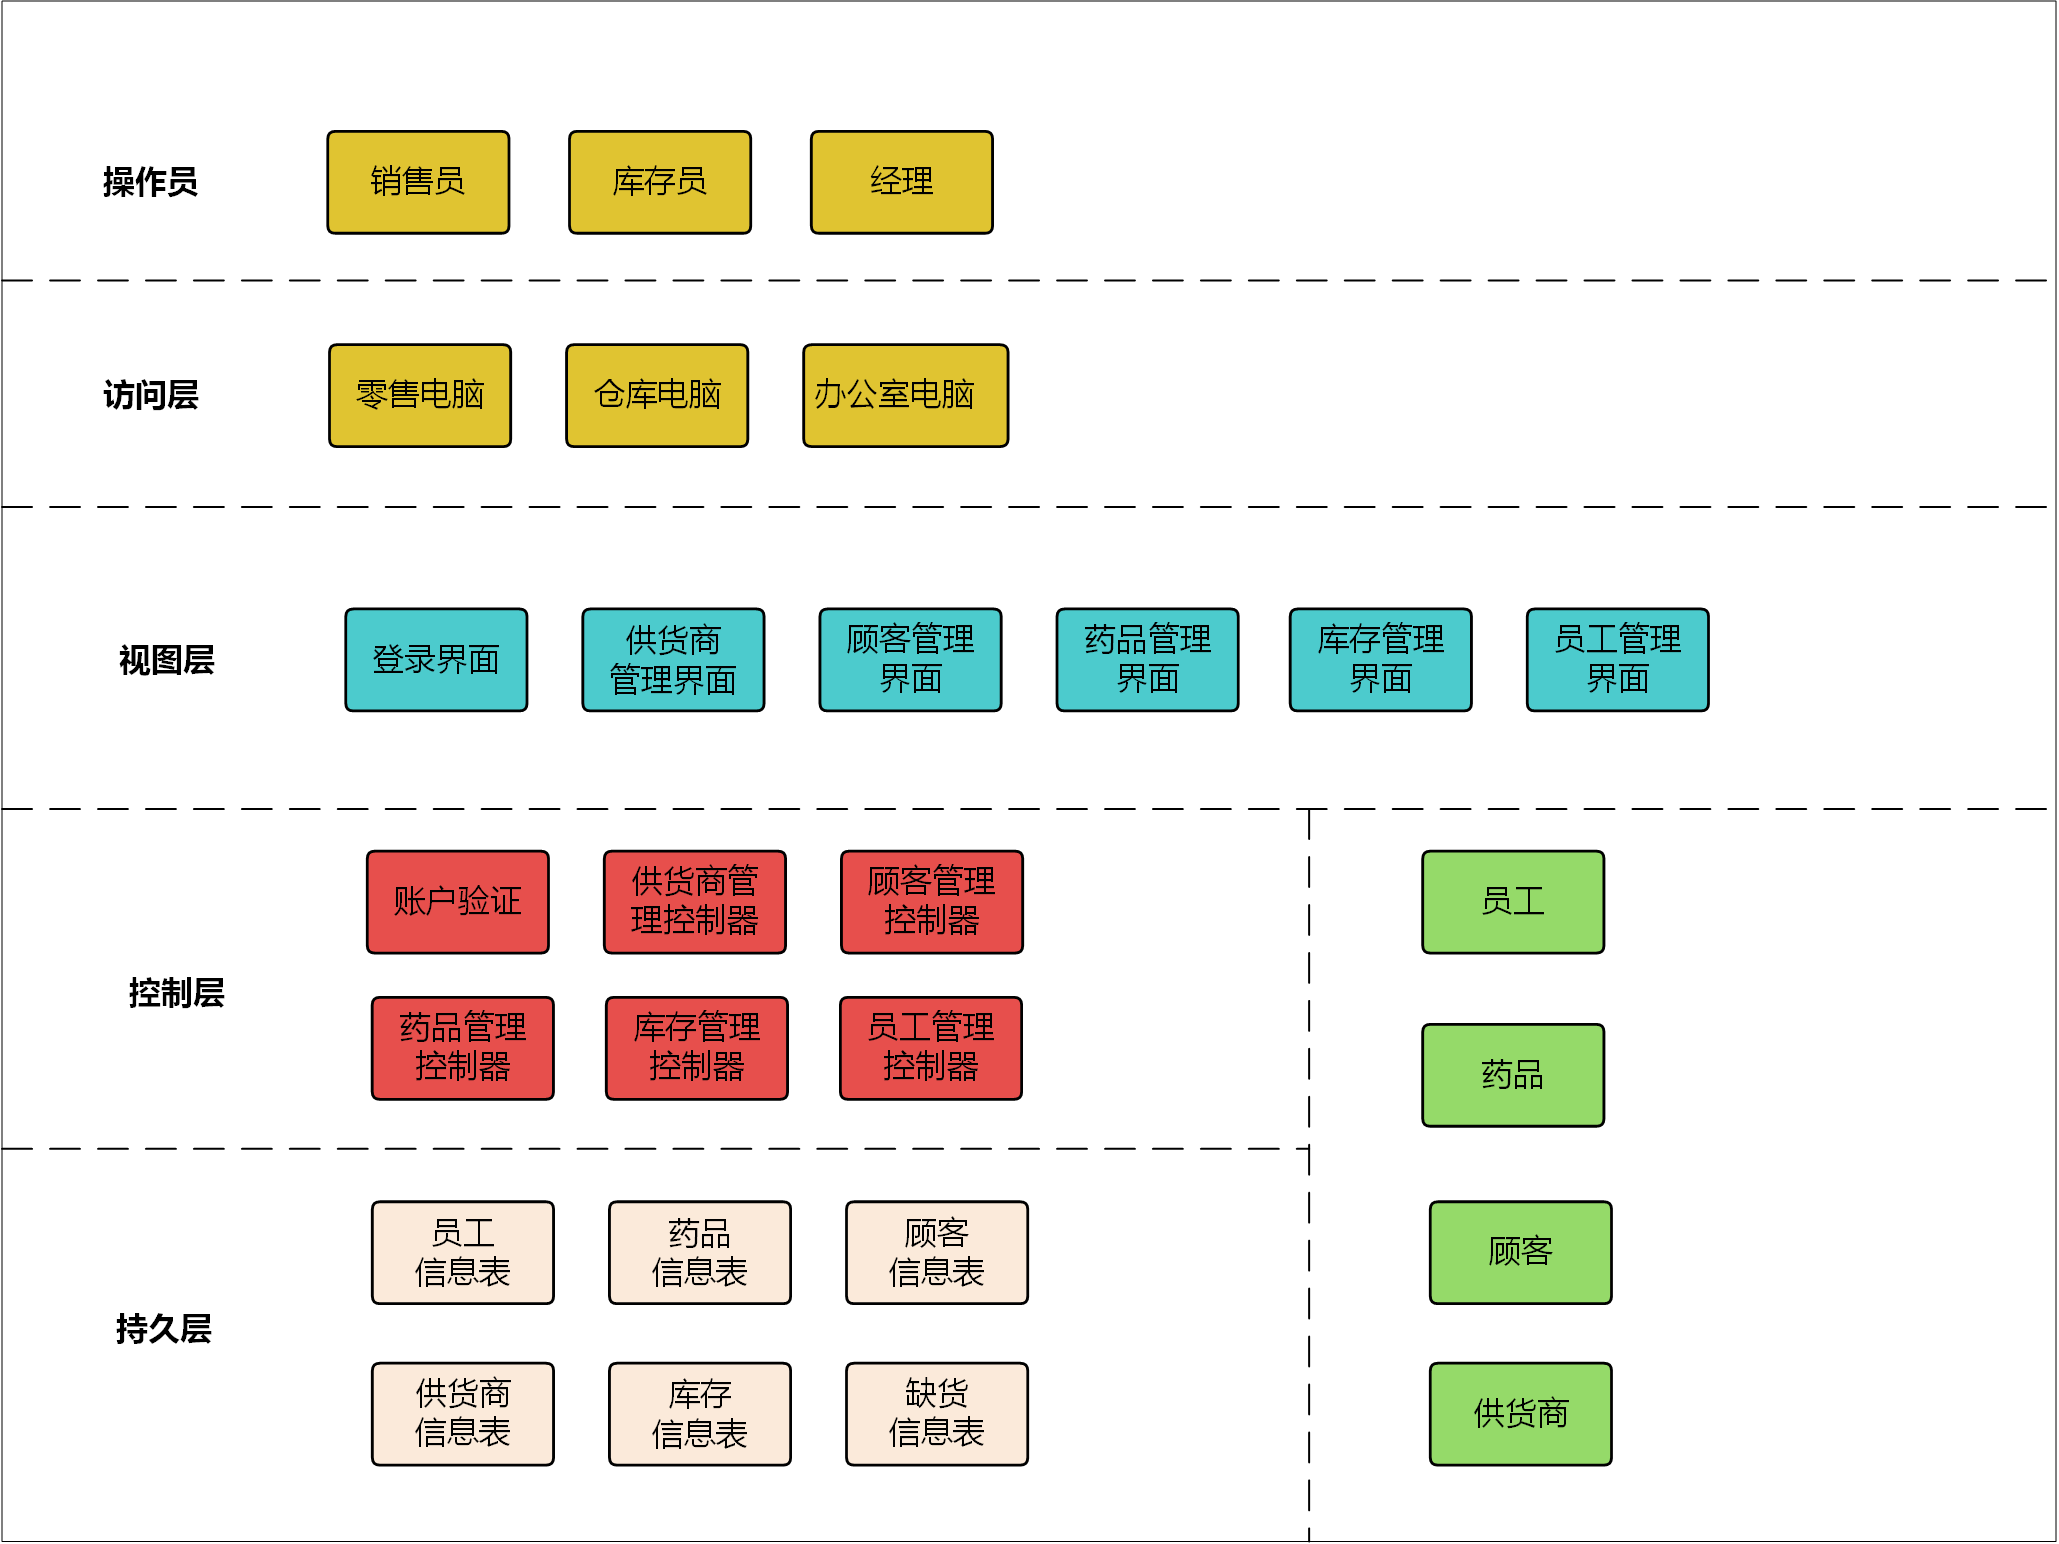 操作员
销售员
库存员
经理
访问层
零售电脑
仓库电脑
办公室电脑
视图层
登录界面
供货商
管理界面
顾客管理
界面
药品管理
界面
库存管理
界面
员工管理
界面
控制层
账户验证
供货商管
理控制器
顾客管理
控制器
药品管理
控制器
库存管理
控制器
员工管理
控制器
持久层
员工
信息表
药品
信息表
顾客
信息表
供货商
信息表
库存
信息表
缺货
信息表
员工
药品
顾客
供货商